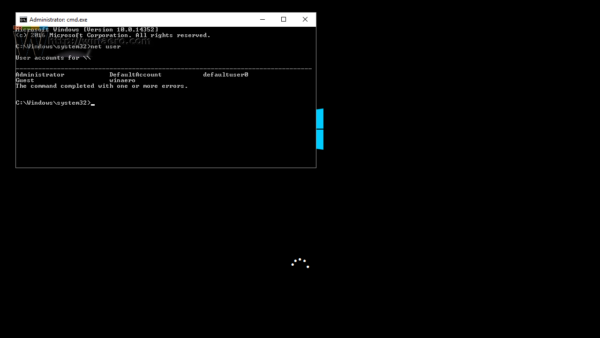 Administrator: cmd.exe
Microsoft Windows [Version 10.0.14352]
(c) 2016 Microsoft Corporation. All rights reserved.
C:\Windows\system32>net user
User accounts for \\
-------------------------------------------------------------------------------
Administrator DefaultAccount defaultuser0
Guest winaero
The command completed with one or more errors.
C:\Windows\system32>